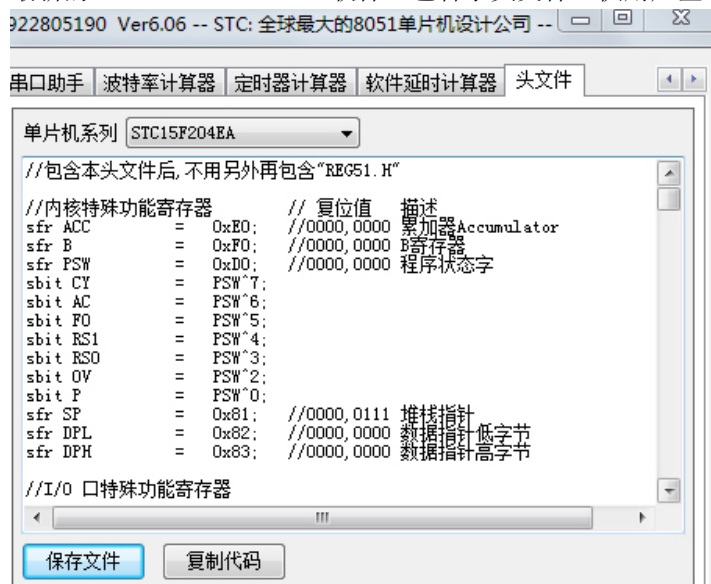 922805190 Ver6.06 -- STC: 全球最大的8051单片机设计公司 --
串口助手 波特率计算器 定时器计算器 软件延时计算器 头文件
单片机系列 STC15F204EA
//包含本头文件后,不用另外再包含"REG51.H"
//内核特殊功能寄存器 // 复位值 描述
sfr ACC = 0xE0; //0000,0000 累加器Accumulator
sfr B = 0xF0; //0000,0000 B寄存器
sfr PSW = 0xD0; //0000,0000 程序状态字
sbit CY = PSW^7;
sbit AC = PSW^6;
sbit F0 = PSW^5;
sbit RS1 = PSW^4;
sbit RS0 = PSW^3;
sbit OV = PSW^2;
sbit P = PSW^0;
sfr SP = 0x81; //0000,0111 堆栈指针
sfr DPL = 0x82; //0000,0000 数据指针低字节
sfr DPH = 0x83; //0000,0000 数据指针高字节
//I/O 口特殊功能寄存器
保存文件 复制代码